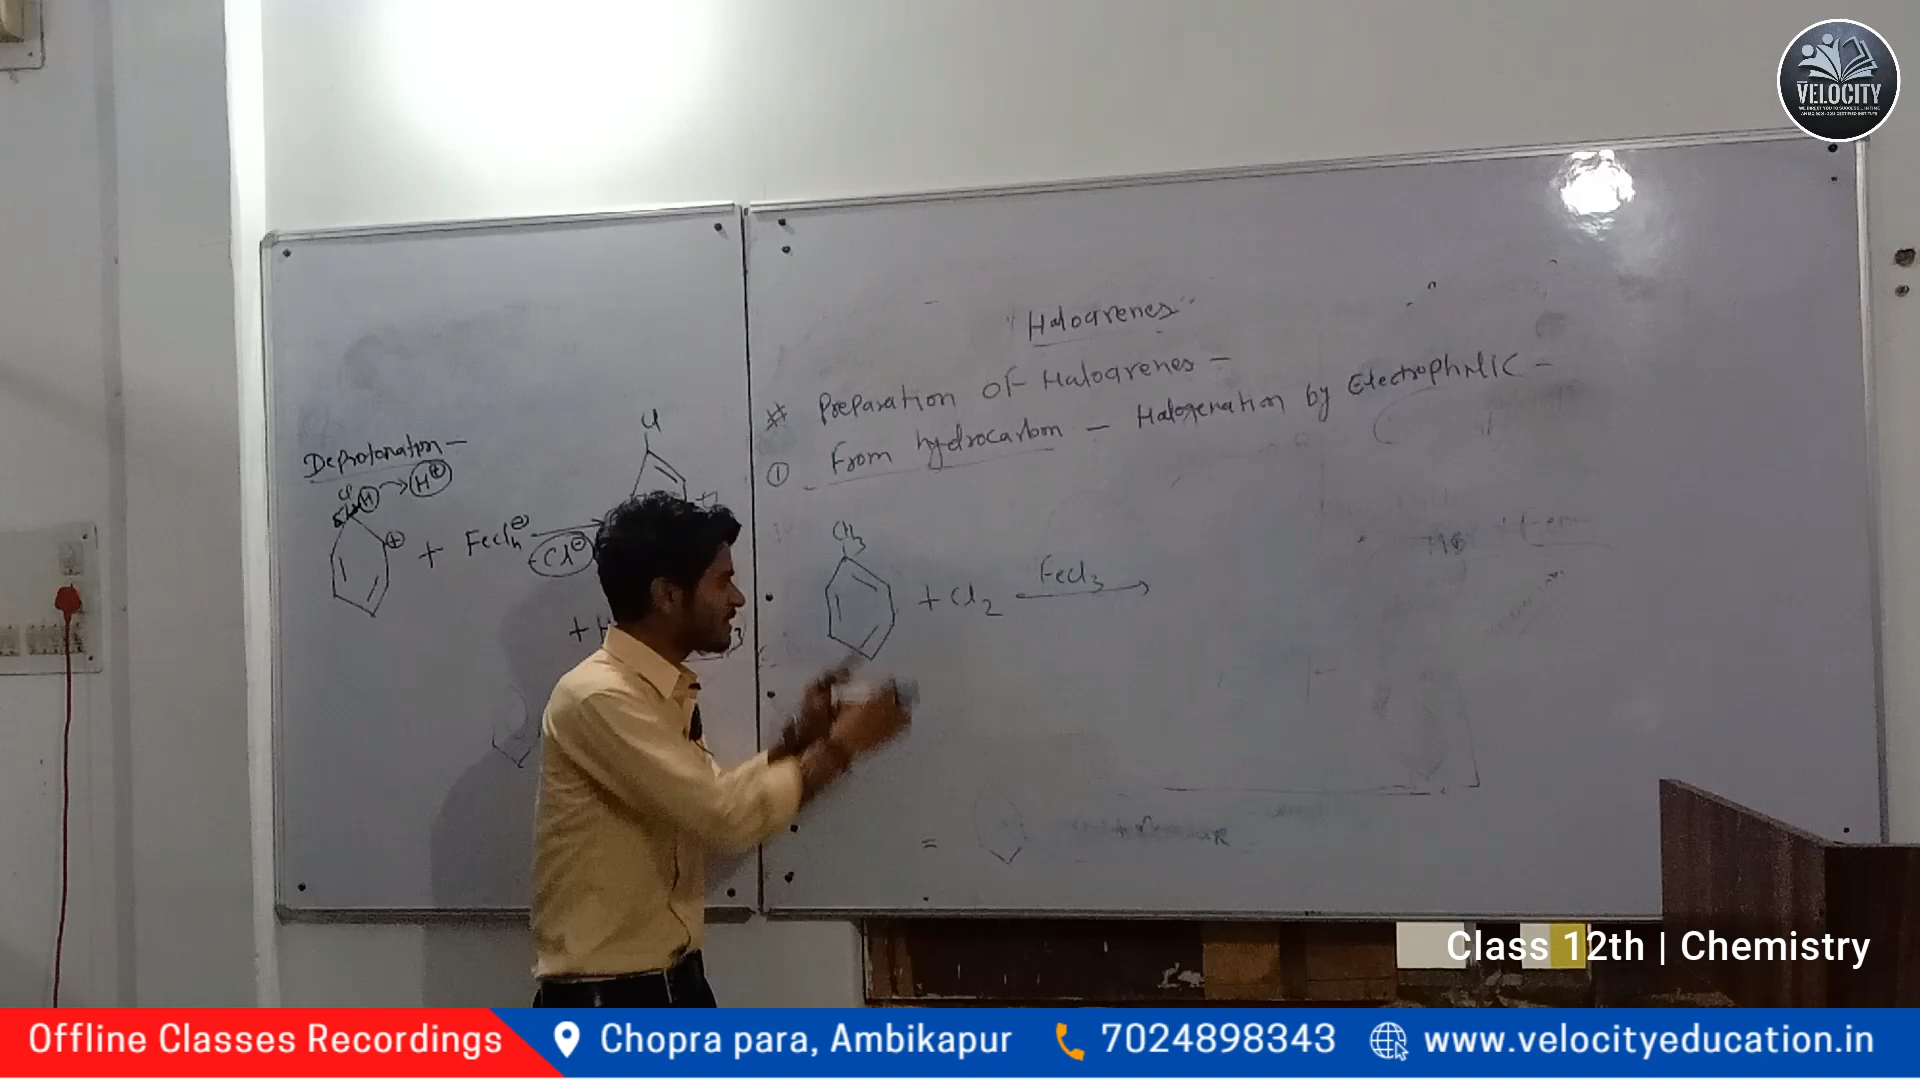 VELOCITY
"Haloarenes"
# Preparation of Haloarenes -
① From hydrocarbon - Halogenation by Electrophilic -
CH3
+ Cl2 FeCl3
Deprotonation -
Cl
H → H⊕
⊕ + FeCl4⊖
Cl⊖
Cl
+ H
Class 12th | Chemistry
Offline Classes Recordings
Chopra para, Ambikapur
7024898343
www.velocityeducation.in